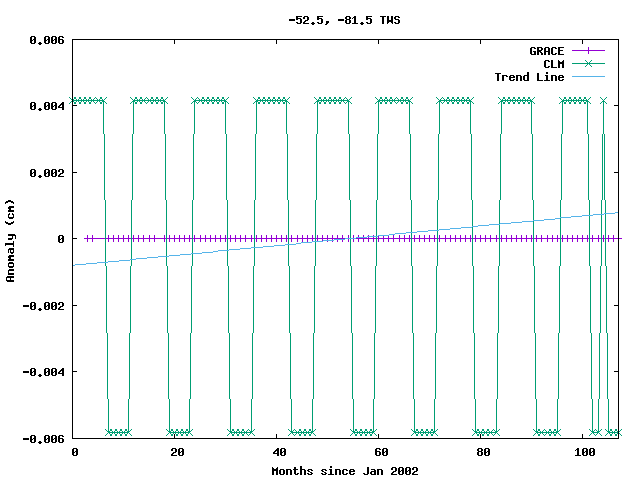 -52.5, -81.5 TWS
GRACE
CLM
Trend Line
0.006
0.004
0.002
0
-0.002
-0.004
-0.006
Anomaly (cm)
0 20 40 60 80 100
Months since Jan 2002